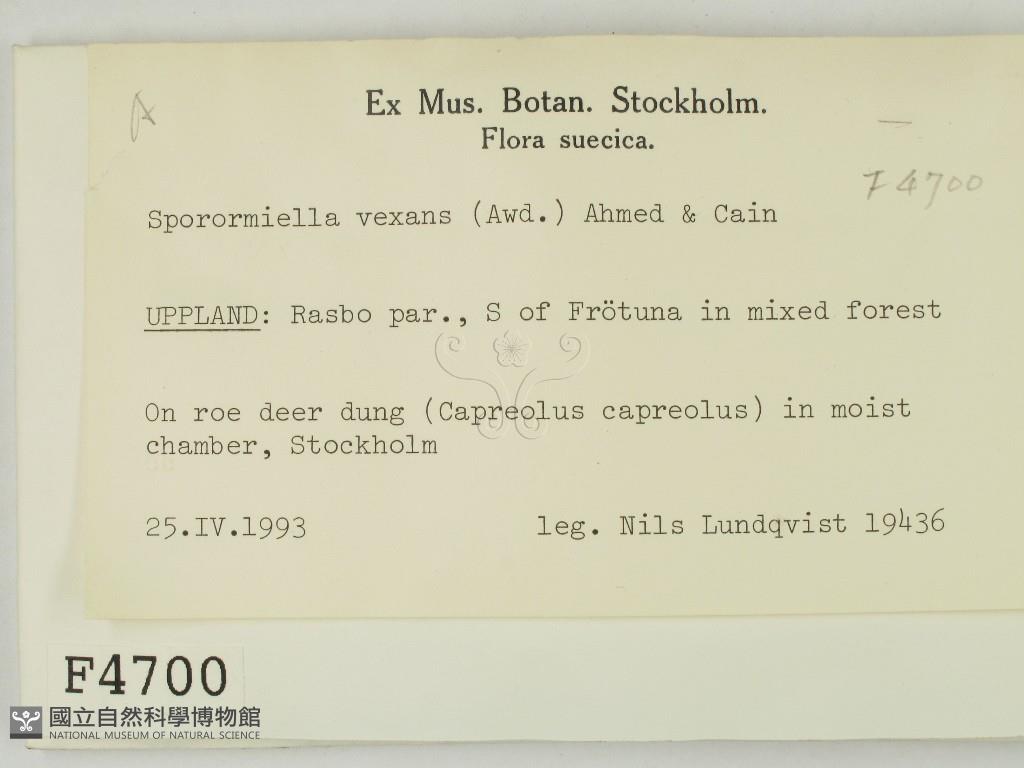 A
Ex Mus. Botan. Stockholm.
Flora suecica.
F4700
Sporormiella vexans (Awd.) Ahmed & Cain
UPPLAND: Rasbo par., S of Frötuna in mixed forest
On roe deer dung (Capreolus capreolus) in moist
chamber, Stockholm
25.IV.1993 leg. Nils Lundqvist 19436
F4700
國立自然科學博物館
NATIONAL MUSEUM OF NATURAL SCIENCE